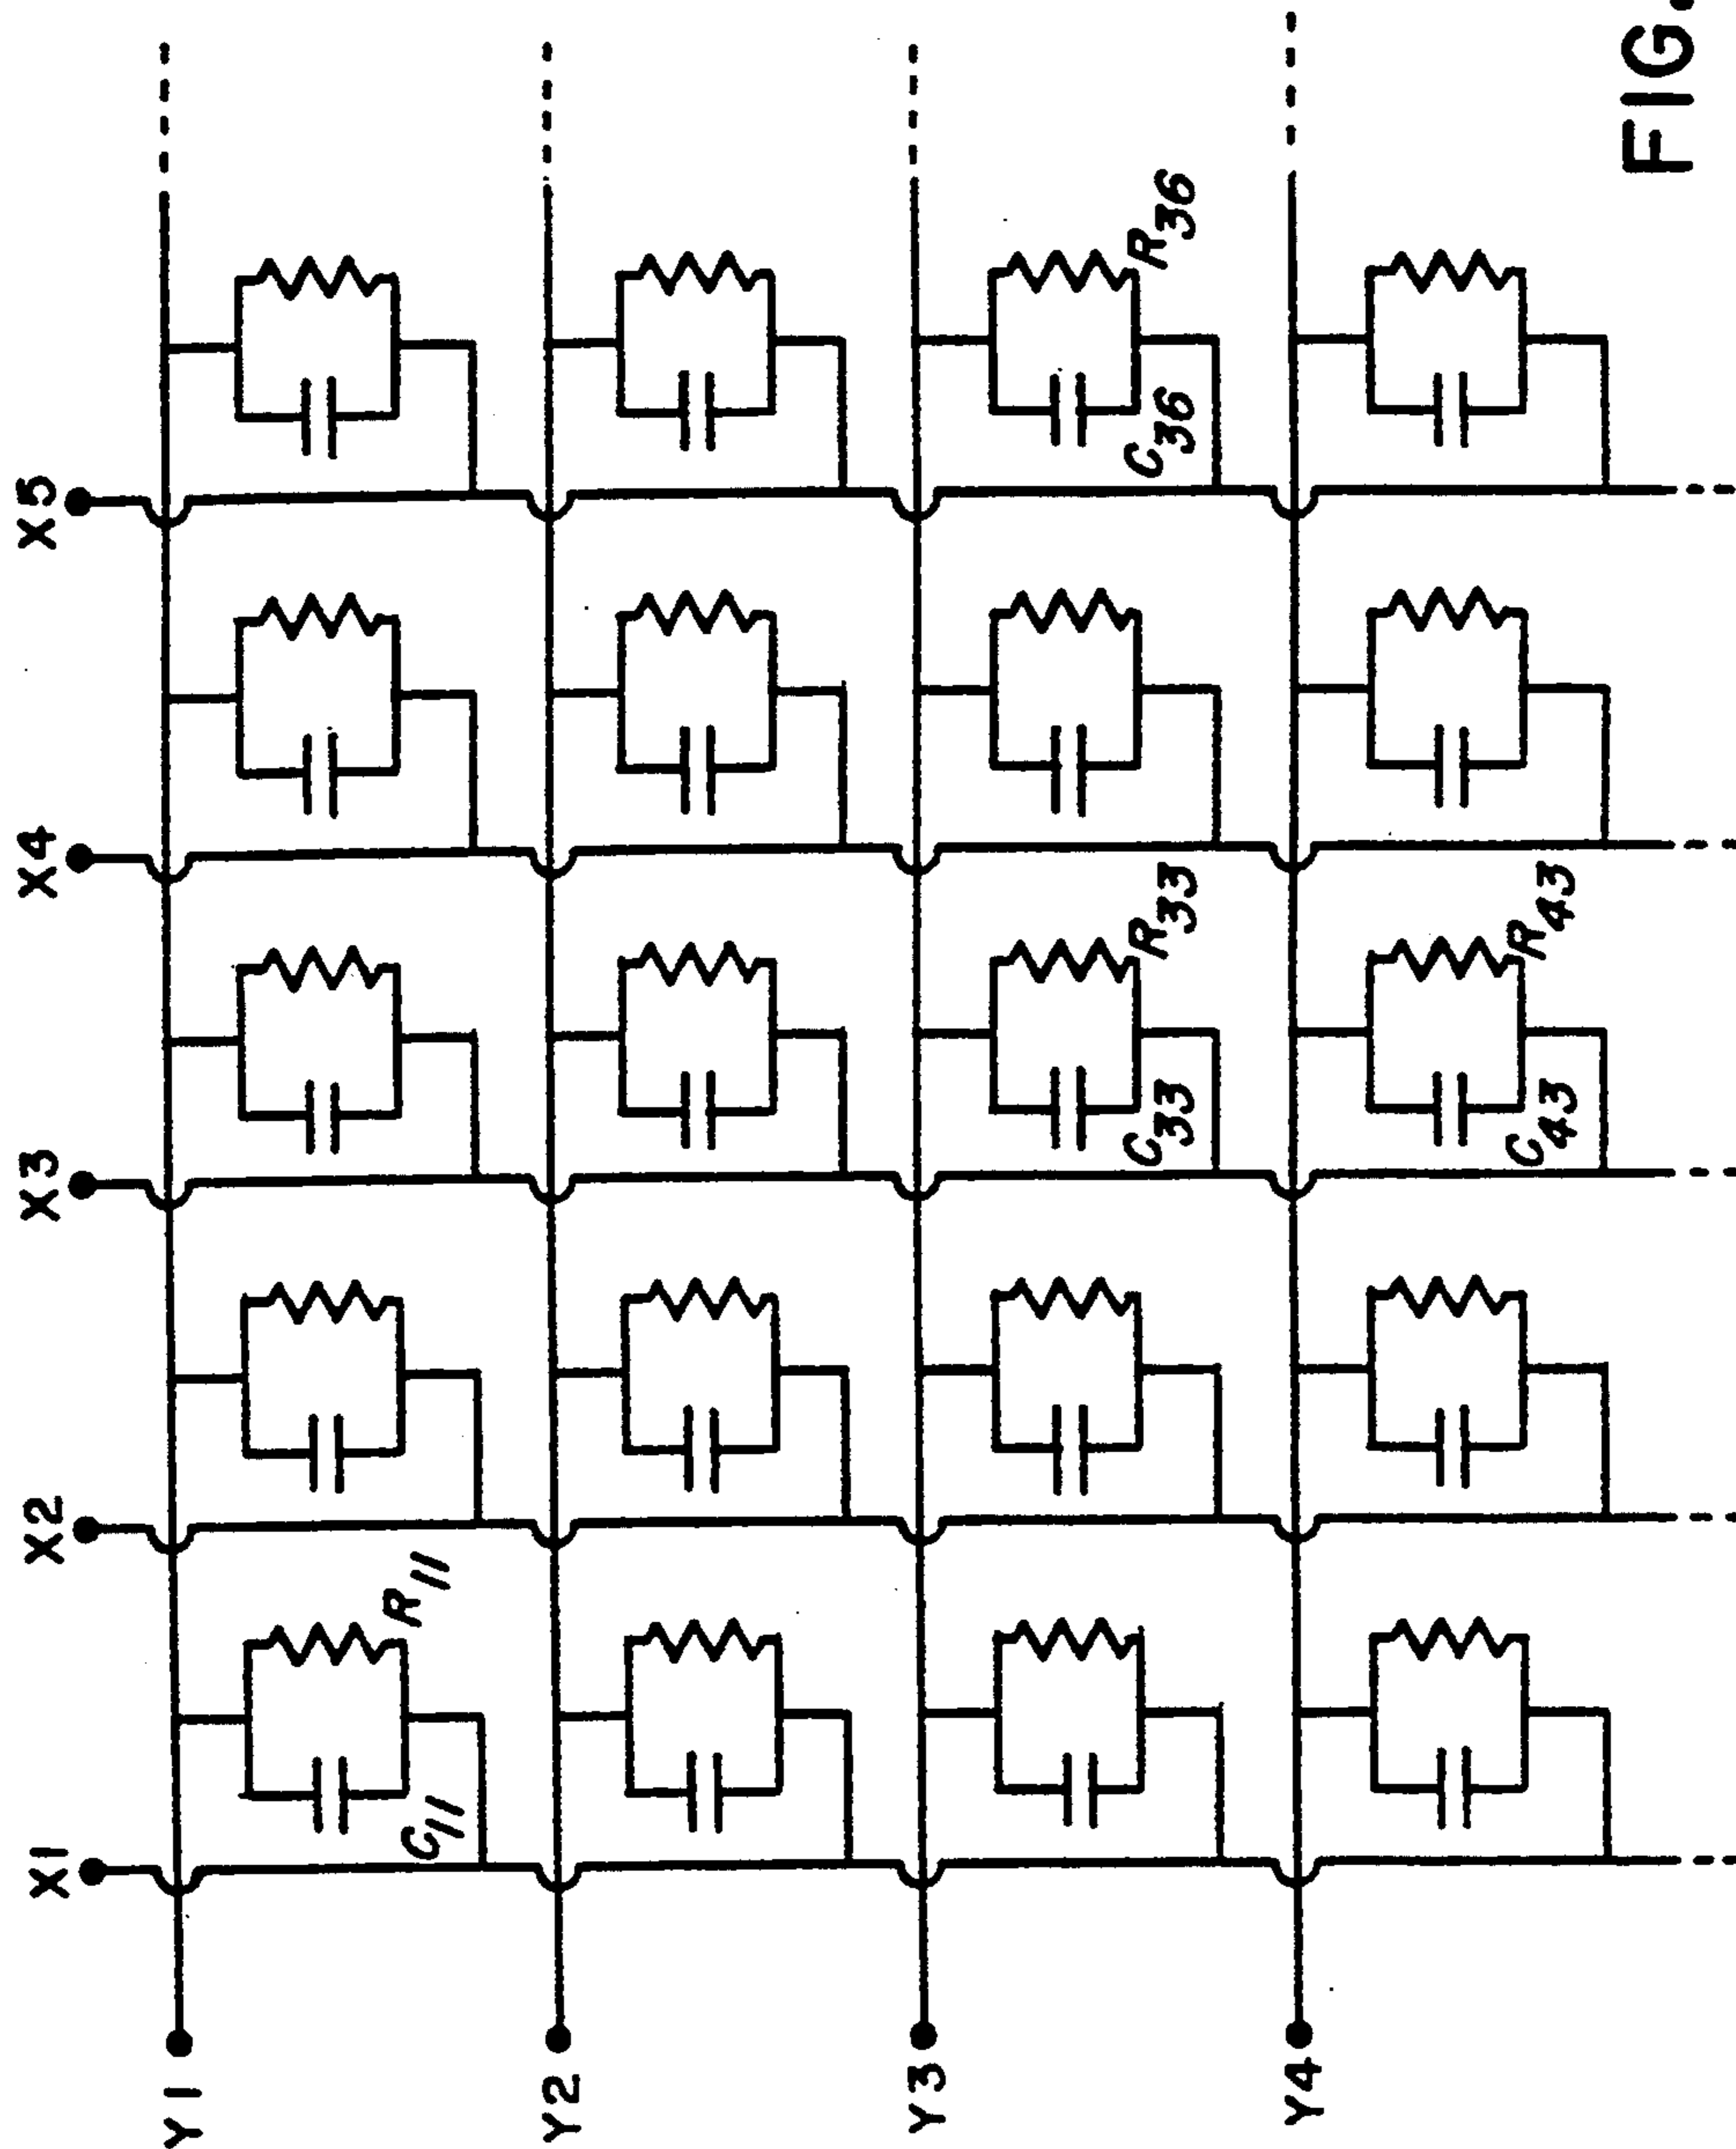 X1 X2 X3 X4 X5
Y1
C11 R11
Y2
Y3
C33 R33 C36 R36
Y4
C43 R43
FIG.